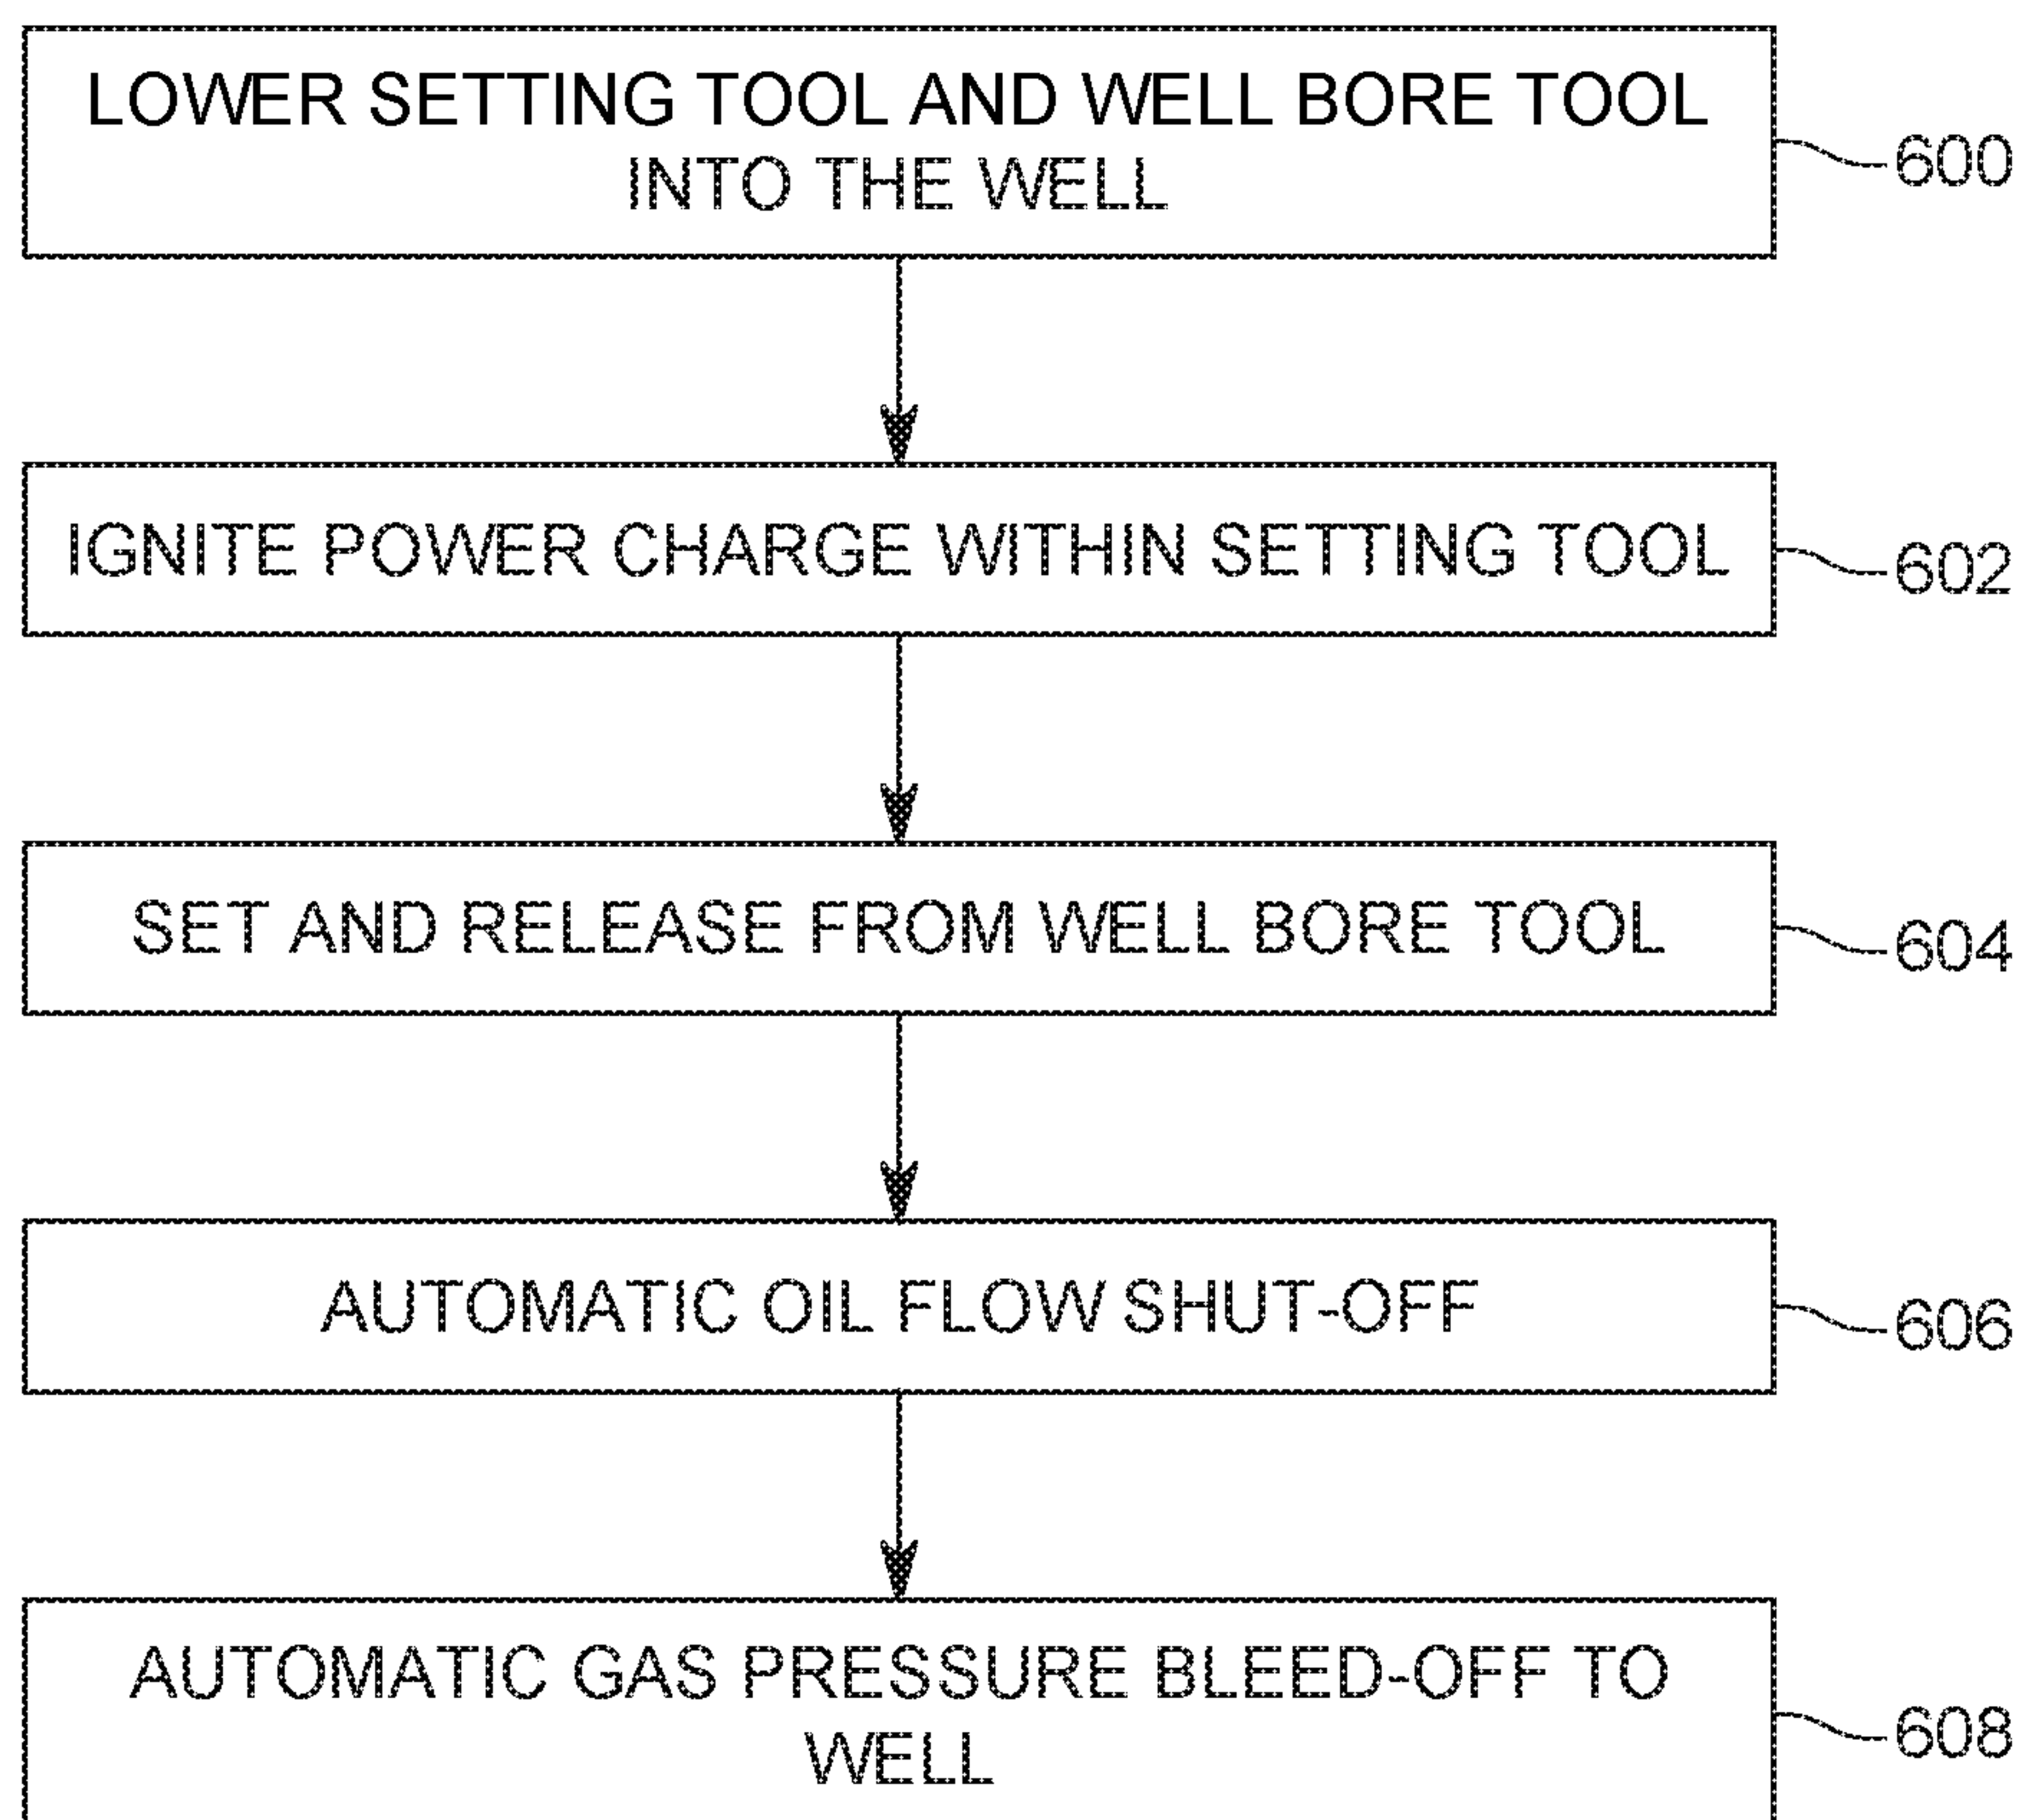 LOWER SETTING TOOL AND WELL BORE TOOL
INTO THE WELL
600
IGNITE POWER CHARGE WITHIN SETTING TOOL
602
SET AND RELEASE FROM WELL BORE TOOL
604
AUTOMATIC OIL FLOW SHUT-OFF
606
AUTOMATIC GAS PRESSURE BLEED-OFF TO
WELL
608